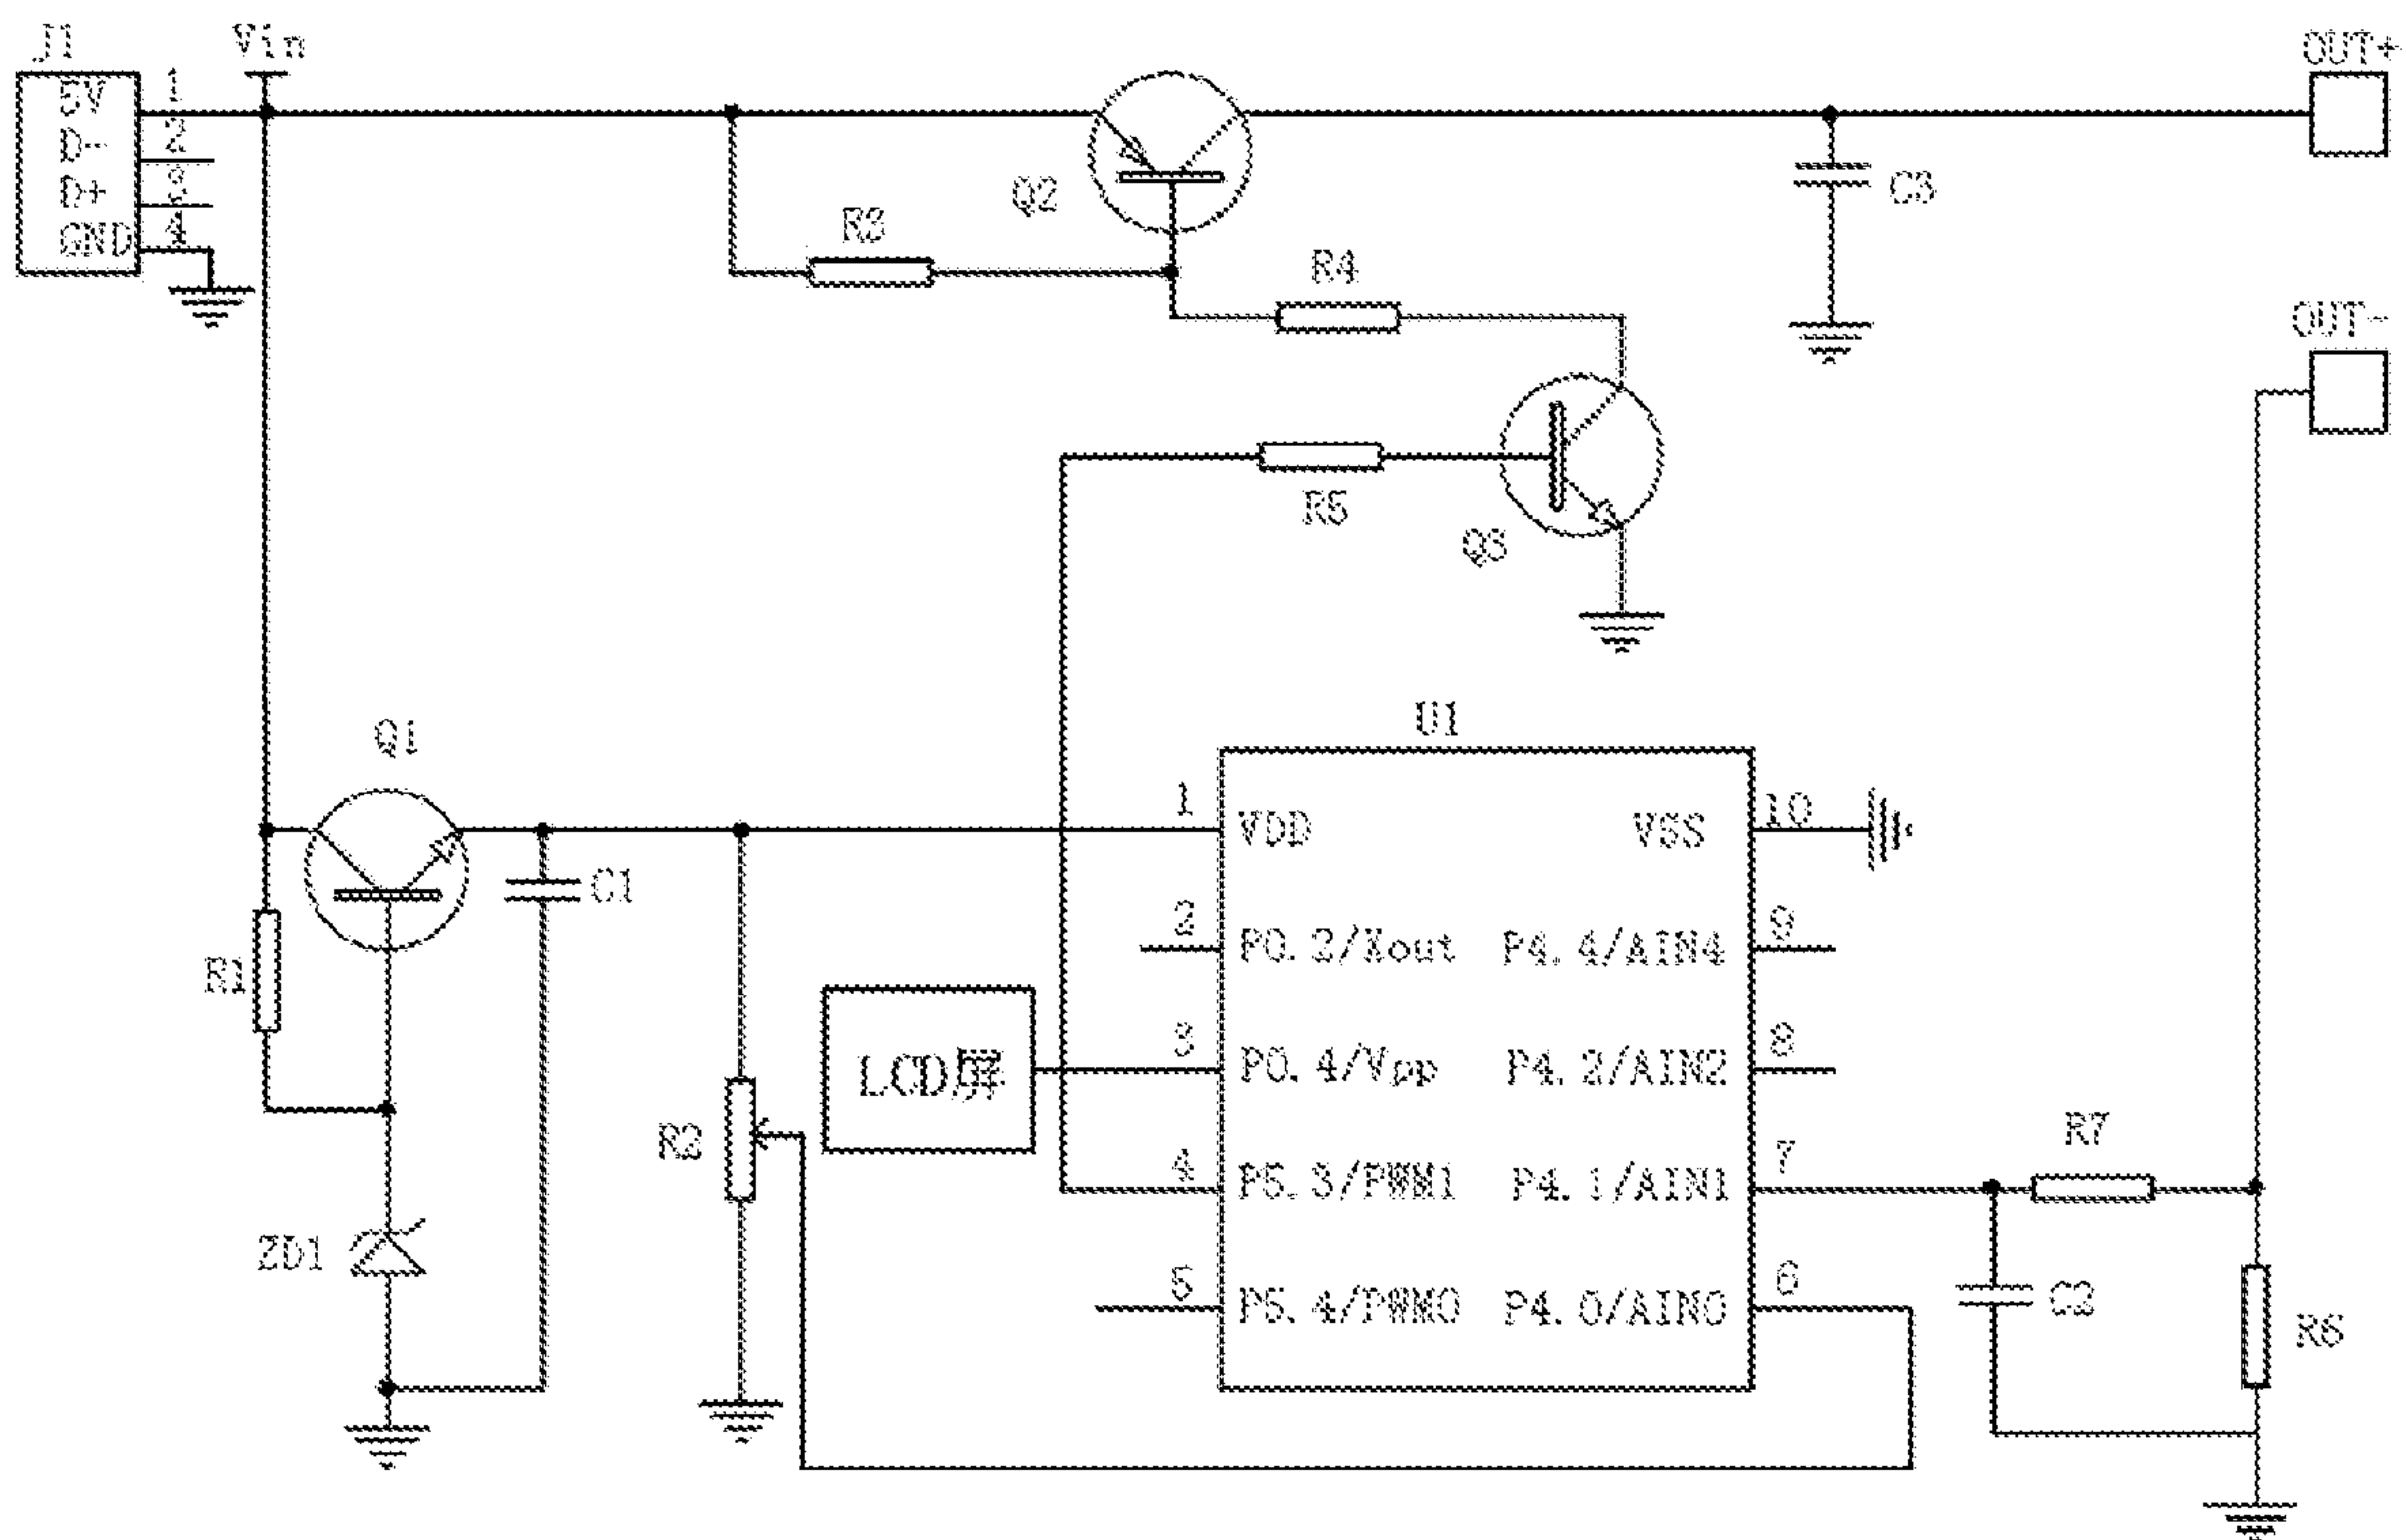 J1
Vin
5V 1
D- 2
D+ 3
GND 4
OUT+
Q2
C3
R3
R4
OUT-
R5
Q3
Q1
U1
1 VDD
VSS 10
C1
2 P0.2/Xout
P4.4/AIN4 9
R1
LCD屏
3 P0.4/Vpp
P4.2/AIN2 8
R2
4 P5.3/PWM1
P4.1/AIN1 7
R7
ZD1
5 P5.4/PWM0
P4.0/AIN0 6
C2
R6